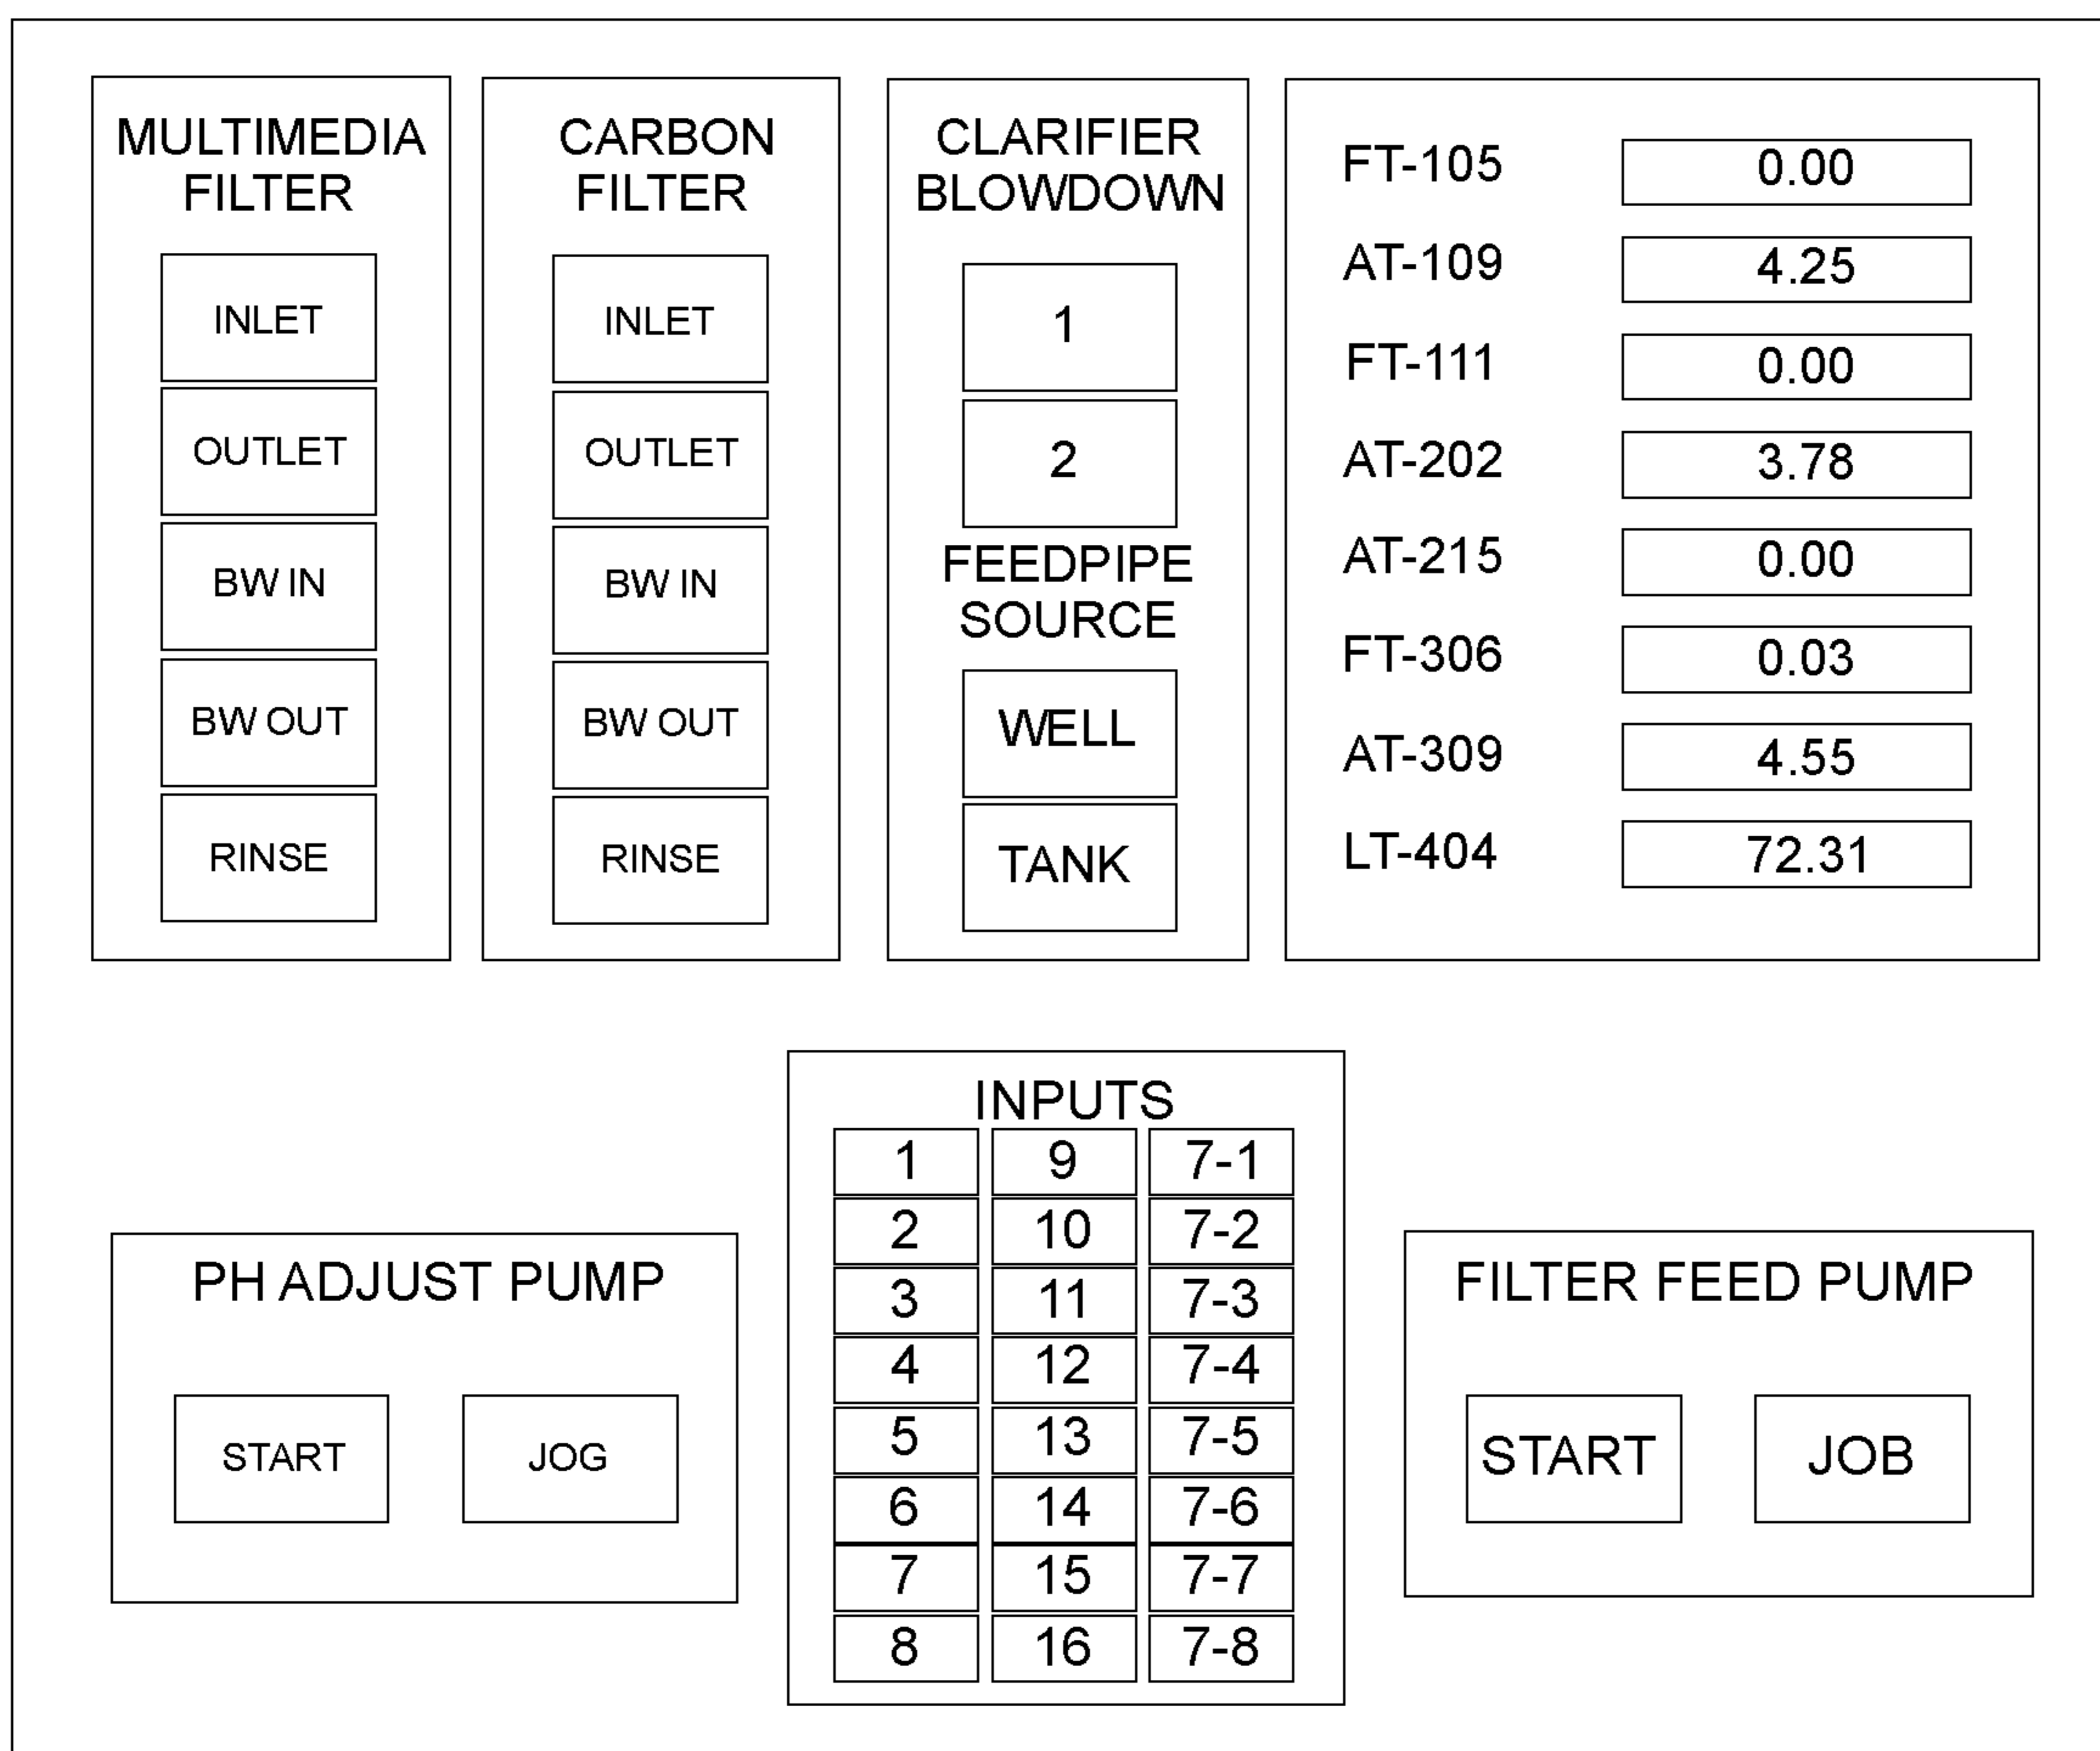 MULTIMEDIA
FILTER
INLET
OUTLET
BW IN
BW OUT
RINSE
CARBON
FILTER
INLET
OUTLET
BW IN
BW OUT
RINSE
CLARIFIER
BLOWDOWN
1
2
FEEDPIPE
SOURCE
WELL
TANK
FT-105 0.00
AT-109 4.25
FT-111 0.00
AT-202 3.78
AT-215 0.00
FT-306 0.03
AT-309 4.55
LT-404 72.31
PH ADJUST PUMP
START JOG
INPUTS
1 9 7-1
2 10 7-2
3 11 7-3
4 12 7-4
5 13 7-5
6 14 7-6
7 15 7-7
8 16 7-8
FILTER FEED PUMP
START JOB